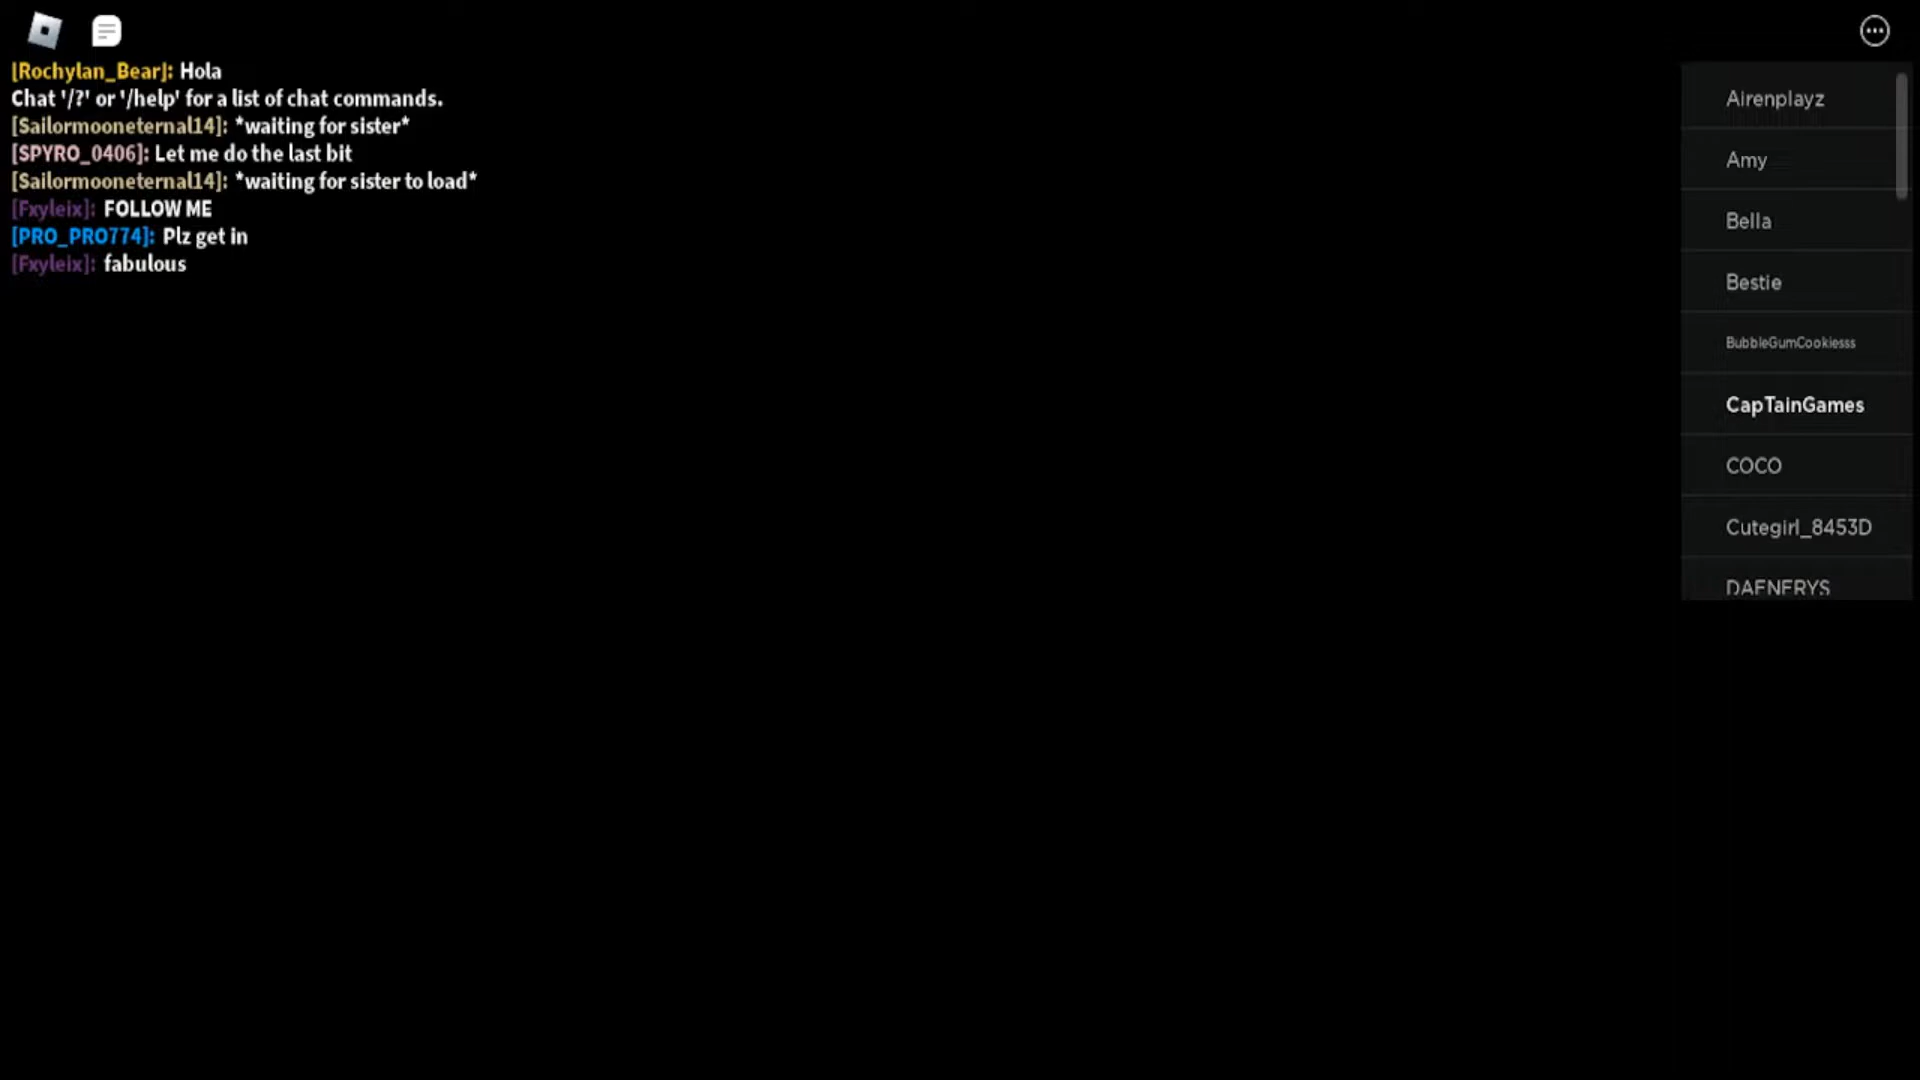 [Rochylan_Bear]: Hola
Chat '/?' or '/help' for a list of chat commands.
[Sailormooneternal14]: *waiting for sister*
[SPYRO_0406]: Let me do the last bit
[Sailormooneternal14]: *waiting for sister to load*
[Fxyleix]: FOLLOW ME
[PRO_PRO774]: Plz get in
[Fxyleix]: fabulous
Airenplayz
Amy
Bella
Bestie
BubbleGumCookiesss
CapTainGames
COCO
Cutegirl_8453D
DAENERYS